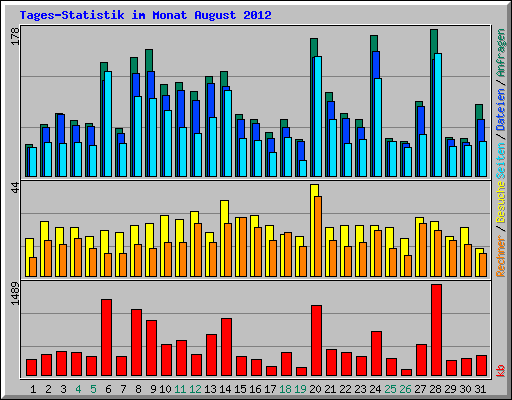 Tages-Statistik im Monat August 2012
178
44
1489
Rechner / Besuche Seiten / Dateien / Anfragen
kb
1 2 3 4 5 6 7 8 9 10 11 12 13 14 15 16 17 18 19 20 21 22 23 24 25 26 27 28 29 30 31